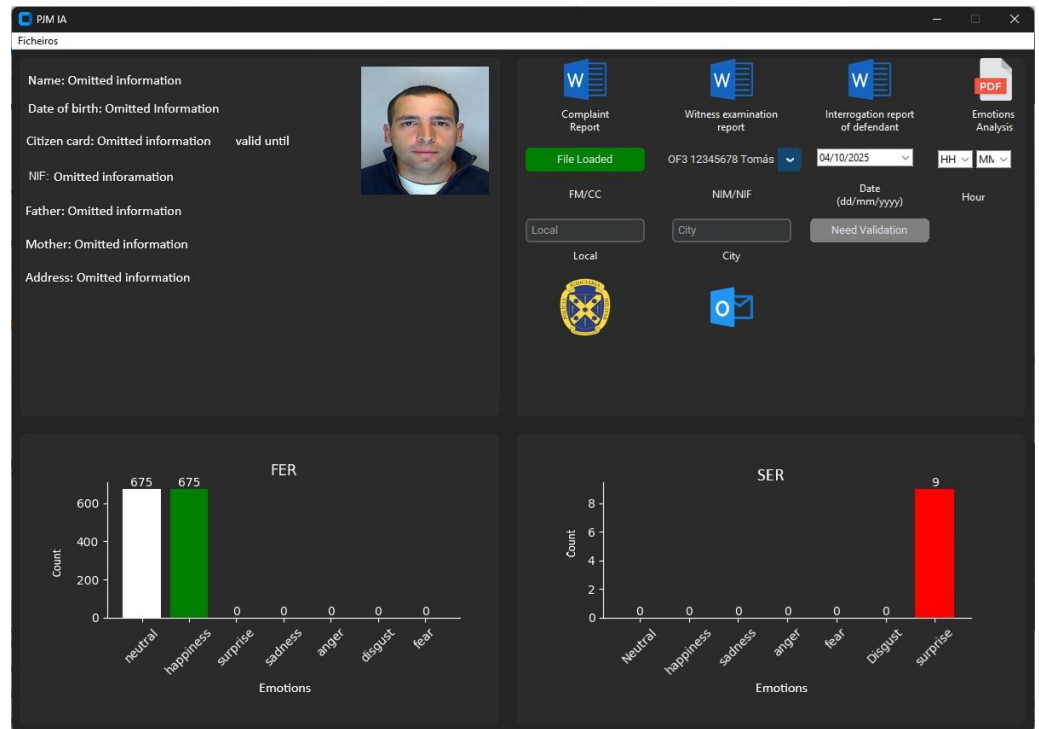 PJM IA
Ficheiros
Name: Omitted information
Date of birth: Omitted Information
Citizen card: Omitted information valid until
NIF: Omitted inforamation
Father: Omitted information
Mother: Omitted information
Address: Omitted information
W
Complaint
Report
W
Witness examination
report
W
Interrogation report
of defendant
PDF
Emotions
Analysis
File Loaded
OF3 12345678 Tomás
04/10/2025
HH
FM/CC
NIM/NIF
Date
(dd/mm/yyyy)
Hour
Local
City
Need Validation
Local
City
FER
675 675 0 0 0 0 0
600
400
200
0
Count
neutral happiness surprise sadness anger disgust fear
Emotions
SER
0 0 0 0 0 0 9
8
6
4
2
0
Count
Neutral happiness sadness anger fear Disgust surprise
Emotions